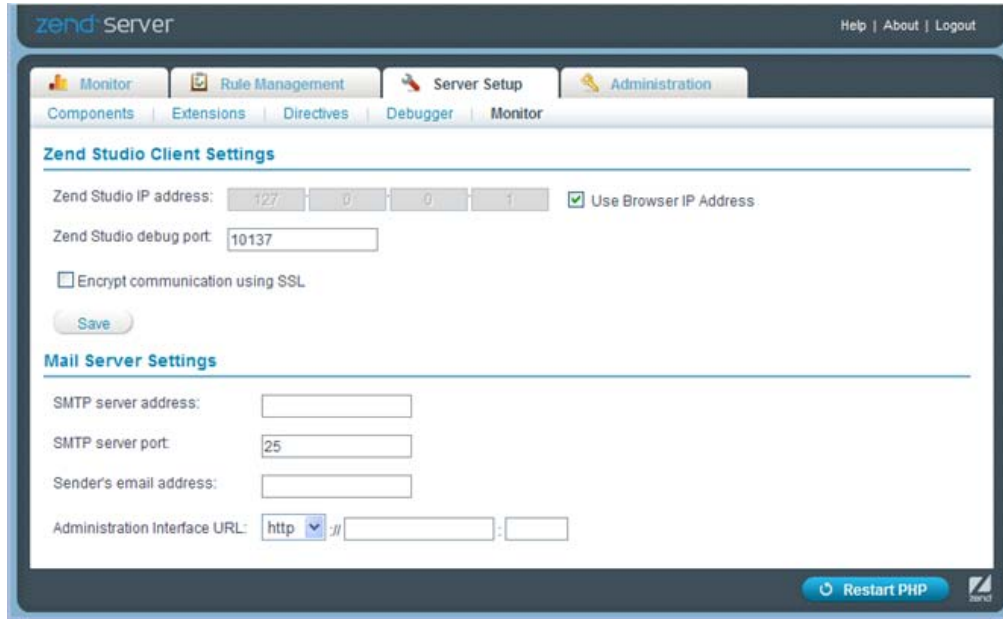 zend Server
Help | About | Logout
Monitor Rule Management Server Setup Administration
Components | Extensions | Directives | Debugger | Monitor
Zend Studio Client Settings
Zend Studio IP address: 127 0 0 1 Use Browser IP Address
Zend Studio debug port: 10137
Encrypt communication using SSL
Save
Mail Server Settings
SMTP server address:
SMTP server port: 25
Sender's email address:
Administration Interface URL: http :// :
Restart PHP
zend